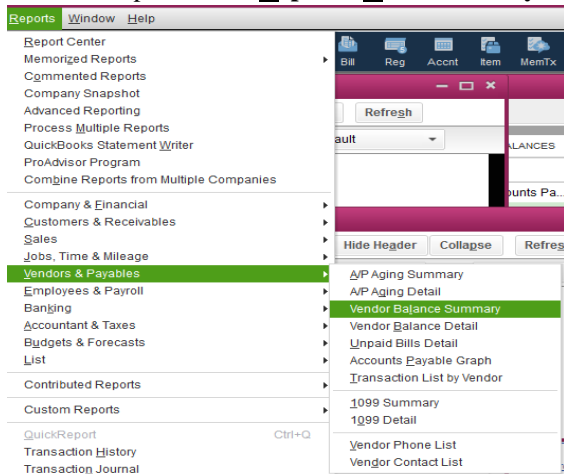 Reports Window Help
Report Center
Memorized Reports
Commented Reports
Company Snapshot
Advanced Reporting
Process Multiple Reports
QuickBooks Statement Writer
ProAdvisor Program
Combine Reports from Multiple Companies
Company & Financial
Customers & Receivables
Sales
Jobs, Time & Mileage
Vendors & Payables
Employees & Payroll
Banking
Accountant & Taxes
Budgets & Forecasts
List
Contributed Reports
Custom Reports
QuickReport Ctrl+Q
Transaction History
Transaction Journal
Bill Reg Accnt Item MemTx
Refresh
ault
LANCES
ounts Pa...
Hide Header Collapse Refres
A/P Aging Summary
A/P Aging Detail
Vendor Balance Summary
Vendor Balance Detail
Unpaid Bills Detail
Accounts Payable Graph
Transaction List by Vendor
1099 Summary
1099 Detail
Vendor Phone List
Vendor Contact List